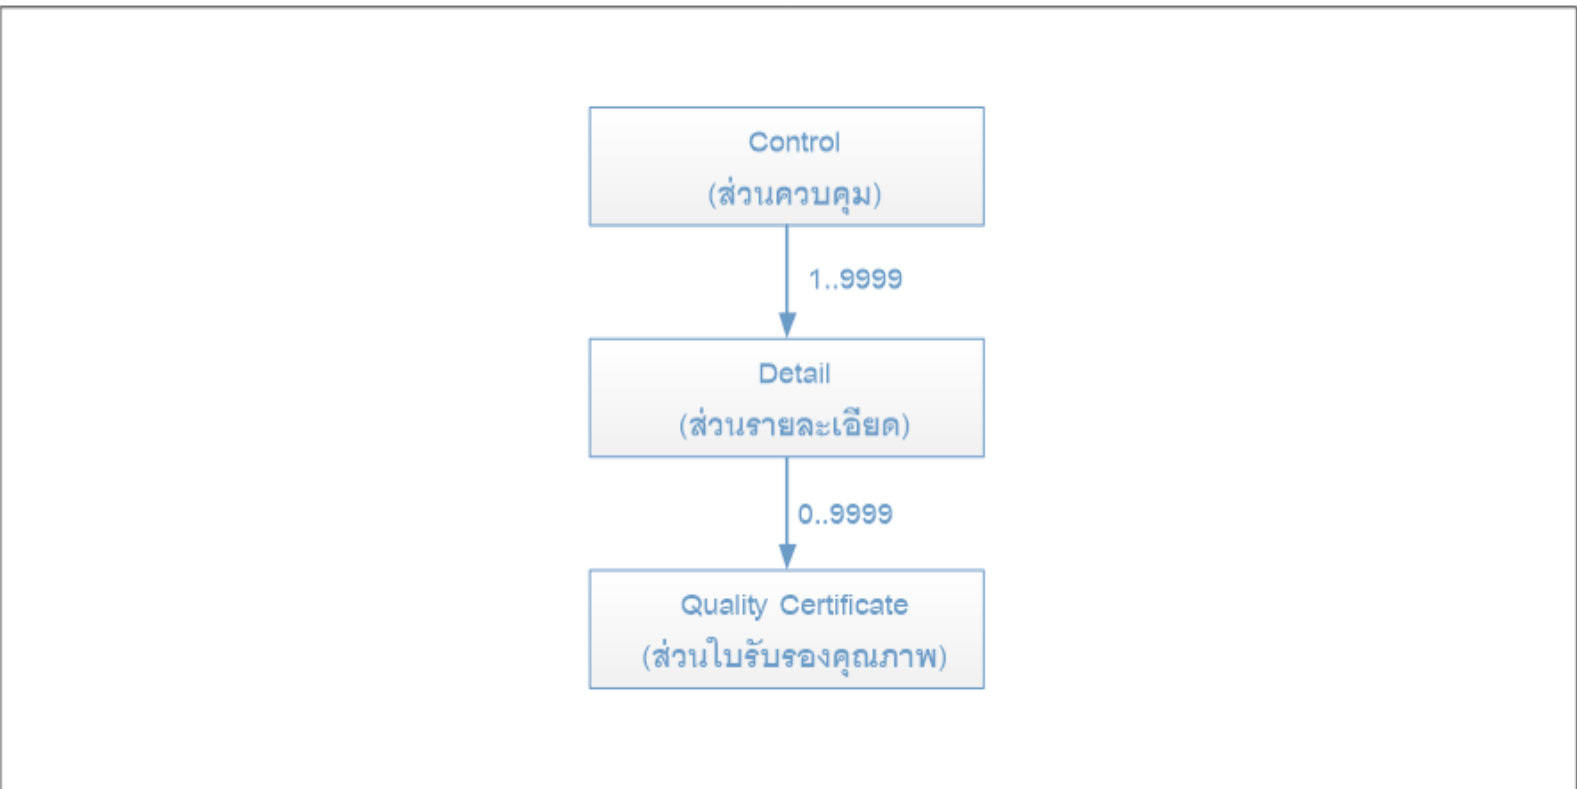 Control
(ส่วนควบคุม)
1..9999
Detail
(ส่วนรายละเอียด)
0..9999
Quality Certificate
(ส่วนใบรับรองคุณภาพ)